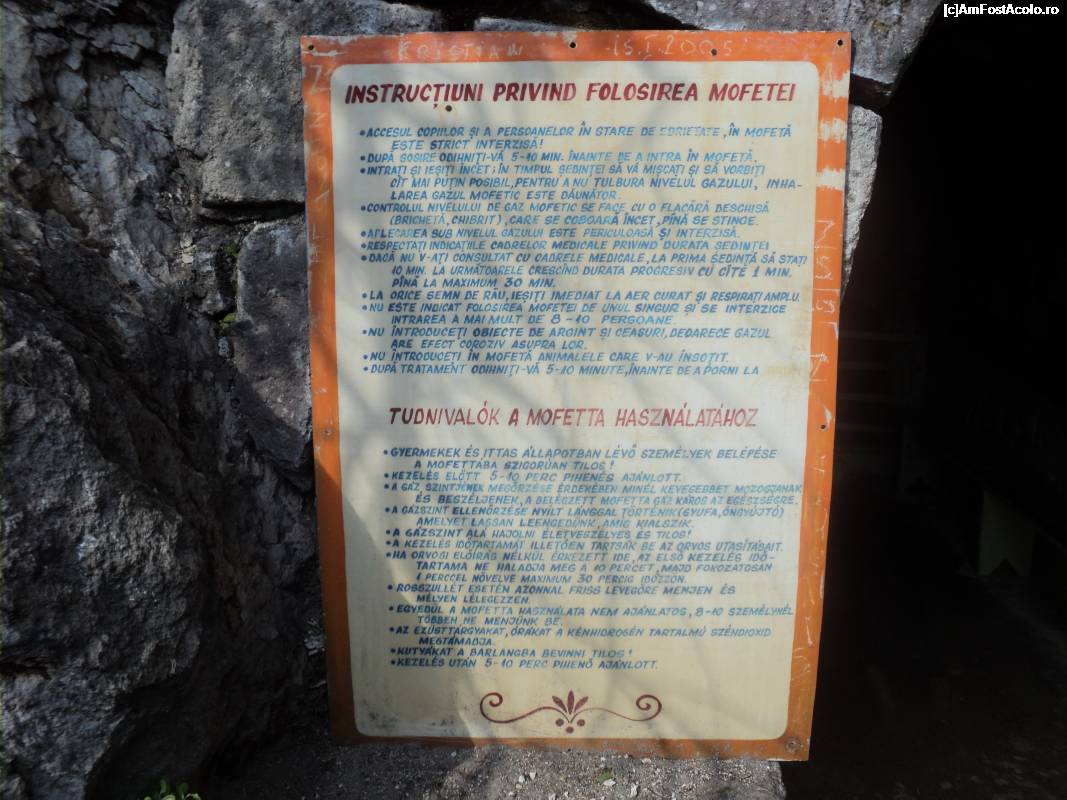 [c]AmFostAcolo.ro
KRISTIAN 15.I.2005
INSTRUCȚIUNI PRIVIND FOLOSIREA MOFETEI
• ACCESUL COPIILOR ȘI A PERSOANELOR ÎN STARE DE EBRIETATE, ÎN MOFETĂ
ESTE STRICT INTERZISĂ!
• DUPĂ SOSIRE ODIHNIȚI-VĂ 5-10 MIN. ÎNAINTE DE A INTRA ÎN MOFETĂ.
• INTRAȚI ȘI IEȘIȚI ÎNCET; ÎN TIMPUL ȘEDINȚEI SĂ VĂ MIȘCAȚI ȘI SĂ VORBIȚI
CÎT MAI PUȚIN POSIBIL, PENTRU A NU TULBURA NIVELUL GAZULUI, INHA-
LAREA GAZUL MOFETIC ESTE DĂUNĂTOR.
• CONTROLUL NIVELULUI DE GAZ MOFETIC SE FACE CU O FLACĂRĂ DESCHISĂ
(BRICHETĂ, CHIBRIT), CARE SE COBOARĂ ÎNCET, PÎNĂ SE STINGE.
• APLECAREA SUB NIVELUL GAZULUI ESTE PERICULOASĂ ȘI INTERZISĂ.
• RESPECTAȚI INDICAȚIILE CADRELOR MEDICALE PRIVIND DURATA ȘEDINȚEI
• DACĂ NU V-AȚI CONSULTAT CU CADRELE MEDICALE, LA PRIMA ȘEDINȚĂ SĂ STAȚI
10 MIN. LA URMĂTOARELE CRESCÎND DURATA PROGRESIV CU CÎTE 1 MIN.
PÎNĂ LA MAXIMUM 30 MIN.
• LA ORICE SEMN DE RĂU, IEȘIȚI IMEDIAT LA AER CURAT ȘI RESPIRAȚI AMPLU.
• NU ESTE INDICAT FOLOSIREA MOFETEI DE UNUL SINGUR ȘI SE INTERZICE
INTRAREA A MAI MULT DE 8-10 PERSOANE.
• NU ÎNTRODUCEȚI OBIECTE DE ARGINT ȘI CEASURI, DEOARECE GAZUL
ARE EFECT COROZIV ASUPRA LOR.
• NU ÎNTRODUCEȚI ÎN MOFETĂ ANIMALELE CARE V-AU ÎNSOȚIT.
• DUPĂ TRATAMENT ODIHNIȚI-VĂ 5-10 MINUTE, ÎNAINTE DE A PORNI LA
TUDNIVALÓK A MOFETTA HASZNÁLATÁHOZ
• GYERMEKEK ÉS ITTAS ÁLLAPOTBAN LÉVŐ SZEMÉLYEK BELÉPÉSE
A MOFETTÁBA SZIGORÚAN TILOS!
• KEZELÉS ELŐTT 5-10 PERC PIHENÉS AJÁNLOTT.
• A GÁZ SZINTJÉNEK MEGŐRZÉSE ÉRDEKÉBEN MINÉL KEVESEBBET MOZOGJANAK
ÉS BESZÉLJENEK, A BELÉGZETT MOFETTA GÁZ KÁROS AZ EGÉSZSÉGRE.
• A GÁZSZINT ELLENŐRZÉSE NYÍLT LÁNGGAL TÖRTÉNIK (GYUFA, ÖNGYÚJTÓ)
AMELYET LASSAN LEENGEDÜNK, AMIG KIALSZIK.
• A GÁZSZINT ALÁ HAJOLNI ÉLETVESZÉLYES ÉS TILOS!
• A KEZELÉS IDŐTARTAMÁT ILLETŐEN TARTSÁK BE AZ ORVOS UTASÍTÁSAIT.
• HA ORVOSI ELŐÍRÁS NÉLKÜL ÉRKEZETT IDE, AZ ELSŐ KEZELÉS IDŐ-
TARTAMA NE HALADJA MEG A 10 PERCET, MAJD FOKOZATOSAN
1 PERCCEL NÖVELVE MAXIMUM 30 PERCIG IDŐZZÖN.
• ROSSZULLÉT ESETÉN AZONNAL FRISS LEVEGŐRE MENJEN ÉS
MÉLYEN LÉLEGEZZEN.
• EGYEDÜL A MOFETTA HASZNÁLATA NEM AJÁNLATOS, 8-10 SZEMÉLYNÉL
TÖBBEN NE MENJÜNK BE.
• AZ EZÜSTTÁRGYAKAT, ÓRÁKAT A KÉNHIDROGÉN TARTALMÚ SZÉNDIOXID
MEGTÁMADJA.
• KUTYÁKAT A BARLANGBA BEVINNI TILOS!
• KEZELÉS UTÁN 5-10 PERC PIHENŐ AJÁNLOTT.